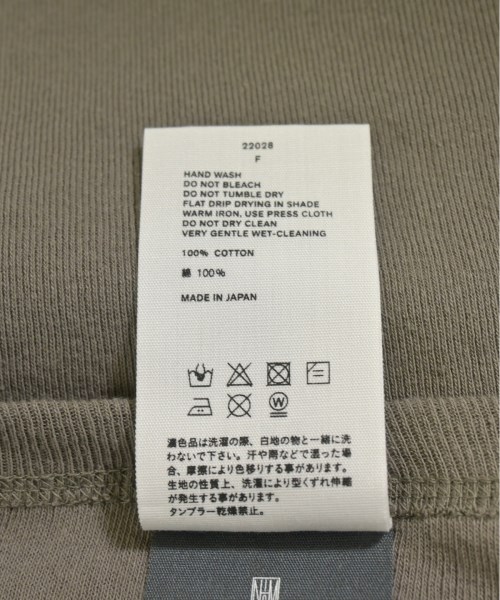 22028
F
HAND WASH
DO NOT BLEACH
DO NOT TUMBLE DRY
FLAT DRIP DRYING IN SHADE
WARM IRON, USE PRESS CLOTH
DO NOT DRY CLEAN
VERY GENTLE WET-CLEANING
100% COTTON
綿 100%
MADE IN JAPAN
W
濃色品は洗濯の際、白地の物と一緒に洗
わないで下さい。汗や雨などで湿った場
合、摩擦により色移りする事があります。
生地の性質上、洗濯により型くずれ伸縮
が発生する事があります。
タンブラー乾燥禁止。